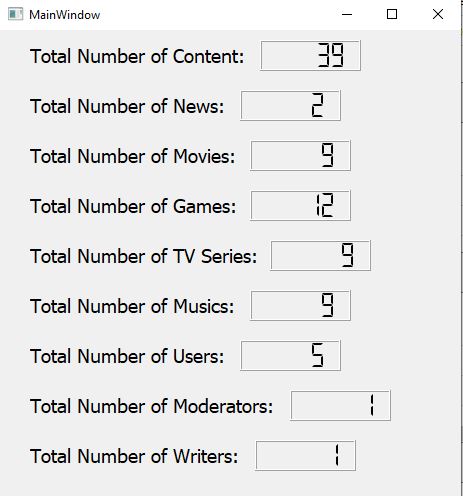 MainWindow
Total Number of Content: 39
Total Number of News: 2
Total Number of Movies: 9
Total Number of Games: 12
Total Number of TV Series: 9
Total Number of Musics: 9
Total Number of Users: 5
Total Number of Moderators: 1
Total Number of Writers: 1